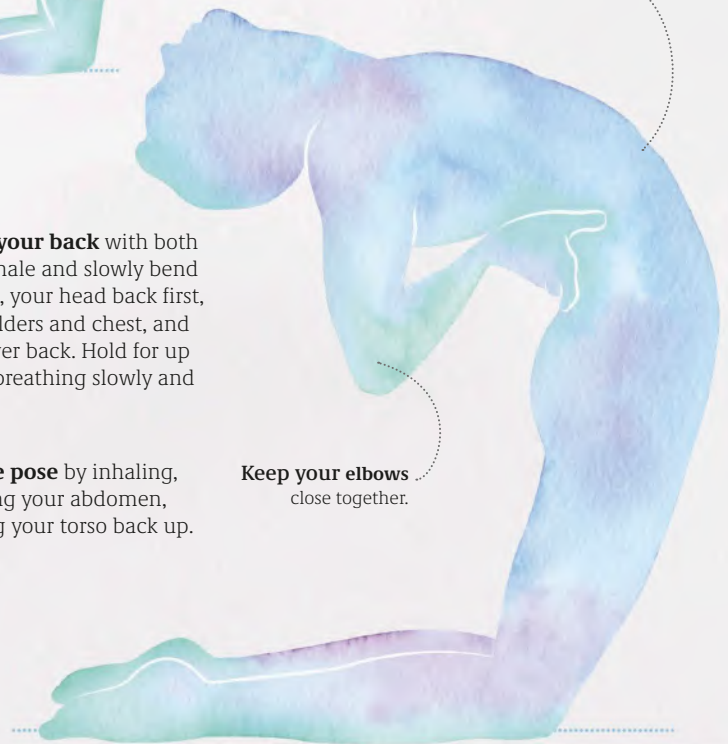 your back with both
hale and slowly bend
, your head back first,
lders and chest, and
er back. Hold for up
breathing slowly and
e pose by inhaling,
ng your abdomen,
g your torso back up.
Keep your elbows
close together.